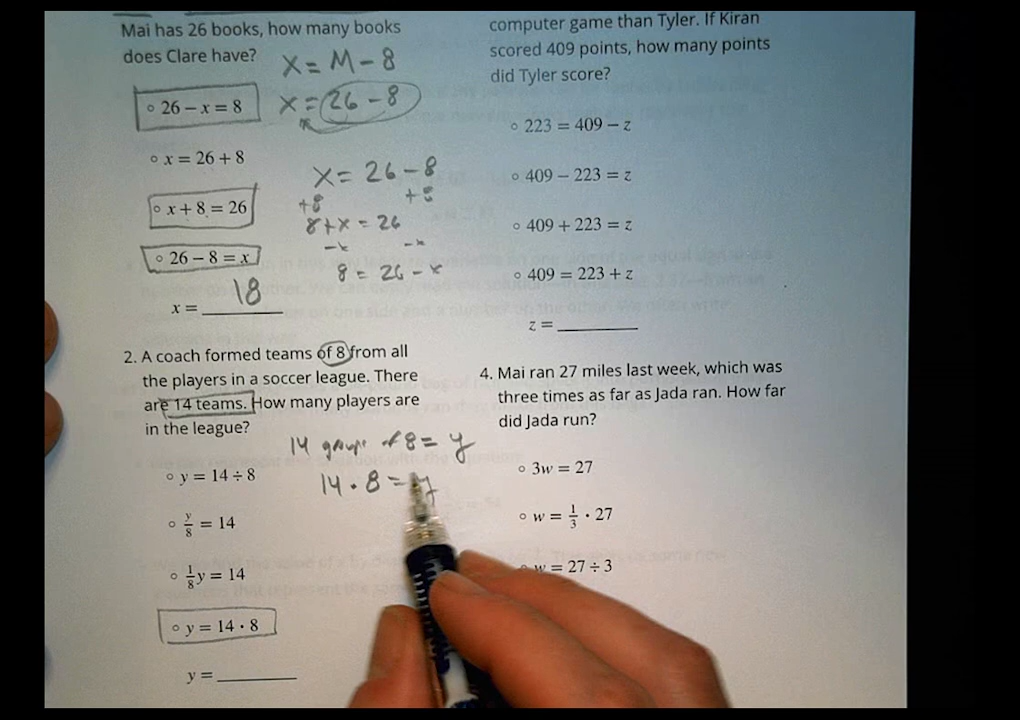 Mai has 26 books, how many books
does Clare have?
x = M - 8
∘ 26 − x = 8
x = 26 - 8
∘ x = 26 + 8
∘ x + 8 = 26
∘ 26 − 8 = x
x = 26 - 8
+8 +8
8 + x = 26
-x -x
8 = 26 - x
x = 18
2. A coach formed teams of 8 from all
the players in a soccer league. There
are 14 teams. How many players are
in the league?
14 groups of 8 = y
14 · 8 = y
∘ y = 14 ÷ 8
∘ y/8 = 14
∘ 1/8 y = 14
∘ y = 14 · 8
y = ______
computer game than Tyler. If Kiran
scored 409 points, how many points
did Tyler score?
∘ 223 = 409 − z
∘ 409 − 223 = z
∘ 409 + 223 = z
∘ 409 = 223 + z
z = ______
4. Mai ran 27 miles last week, which was
three times as far as Jada ran. How far
did Jada run?
∘ 3w = 27
∘ w = 1/3 · 27
∘ w = 27 ÷ 3